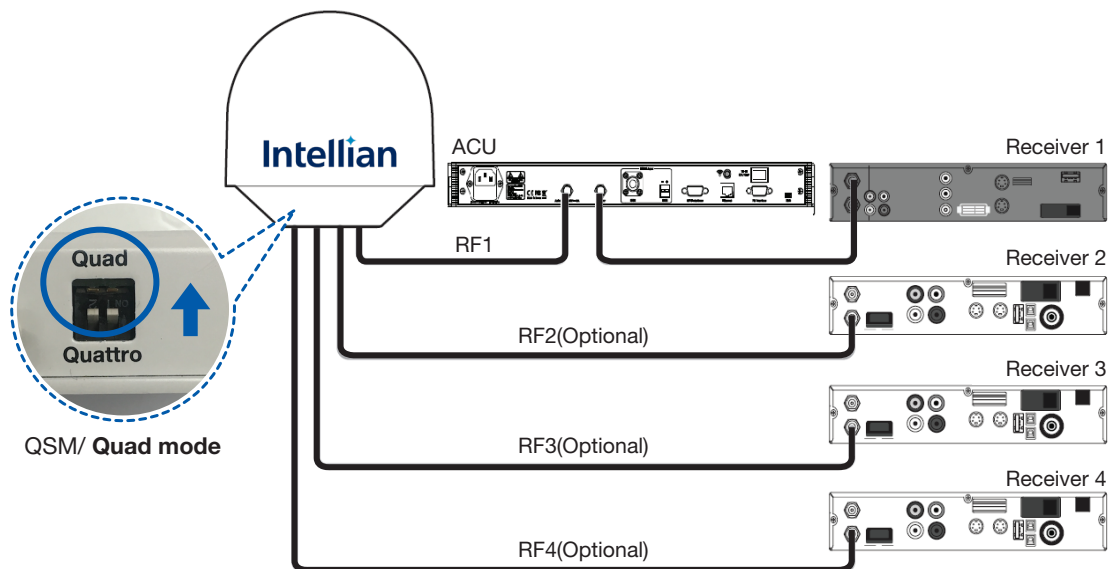 Intellian
ACU
Receiver 1
RF1
Receiver 2
Quad
Quattro
QSM/ Quad mode
RF2(Optional)
Receiver 3
RF3(Optional)
Receiver 4
RF4(Optional)